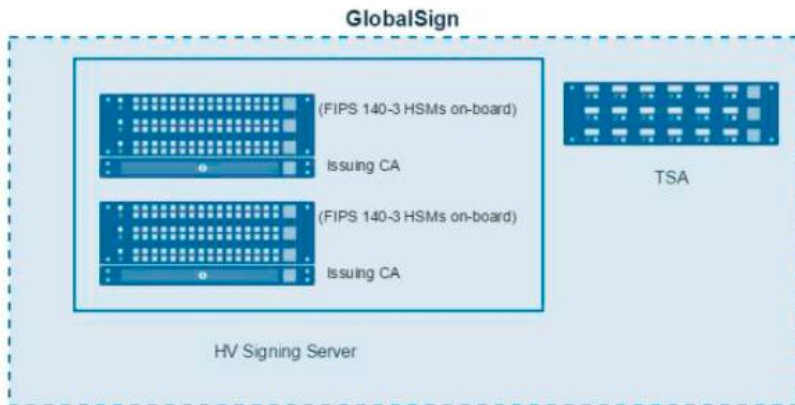 GlobalSign
(FIPS 140-3 HSMs on-board)
Issuing CA
TSA
(FIPS 140-3 HSMs on-board)
Issuing CA
HV Signing Server